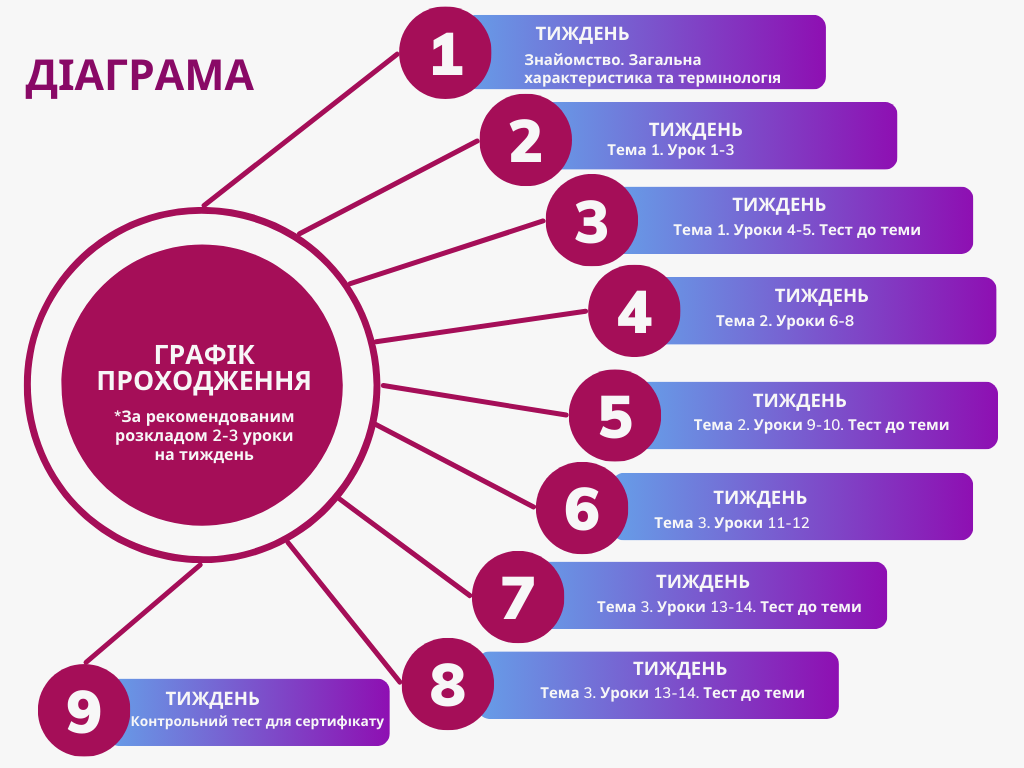 ДІАГРАМА
1
ТИЖДЕНЬ
Знайомство. Загальна
характеристика та термінологія
2
ТИЖДЕНЬ
Тема 1. Урок 1-3
3
ТИЖДЕНЬ
Тема 1. Уроки 4-5. Тест до теми
4
ТИЖДЕНЬ
Тема 2. Уроки 6-8
ГРАФІК
ПРОХОДЖЕННЯ
*За рекомендованим
розкладом 2-3 уроки
на тиждень
5
ТИЖДЕНЬ
Тема 2. Уроки 9-10. Тест до теми
6
ТИЖДЕНЬ
Тема 3. Уроки 11-12
7
ТИЖДЕНЬ
Тема 3. Уроки 13-14. Тест до теми
8
ТИЖДЕНЬ
Тема 3. Уроки 13-14. Тест до теми
9
ТИЖДЕНЬ
Контрольний тест для сертифікату